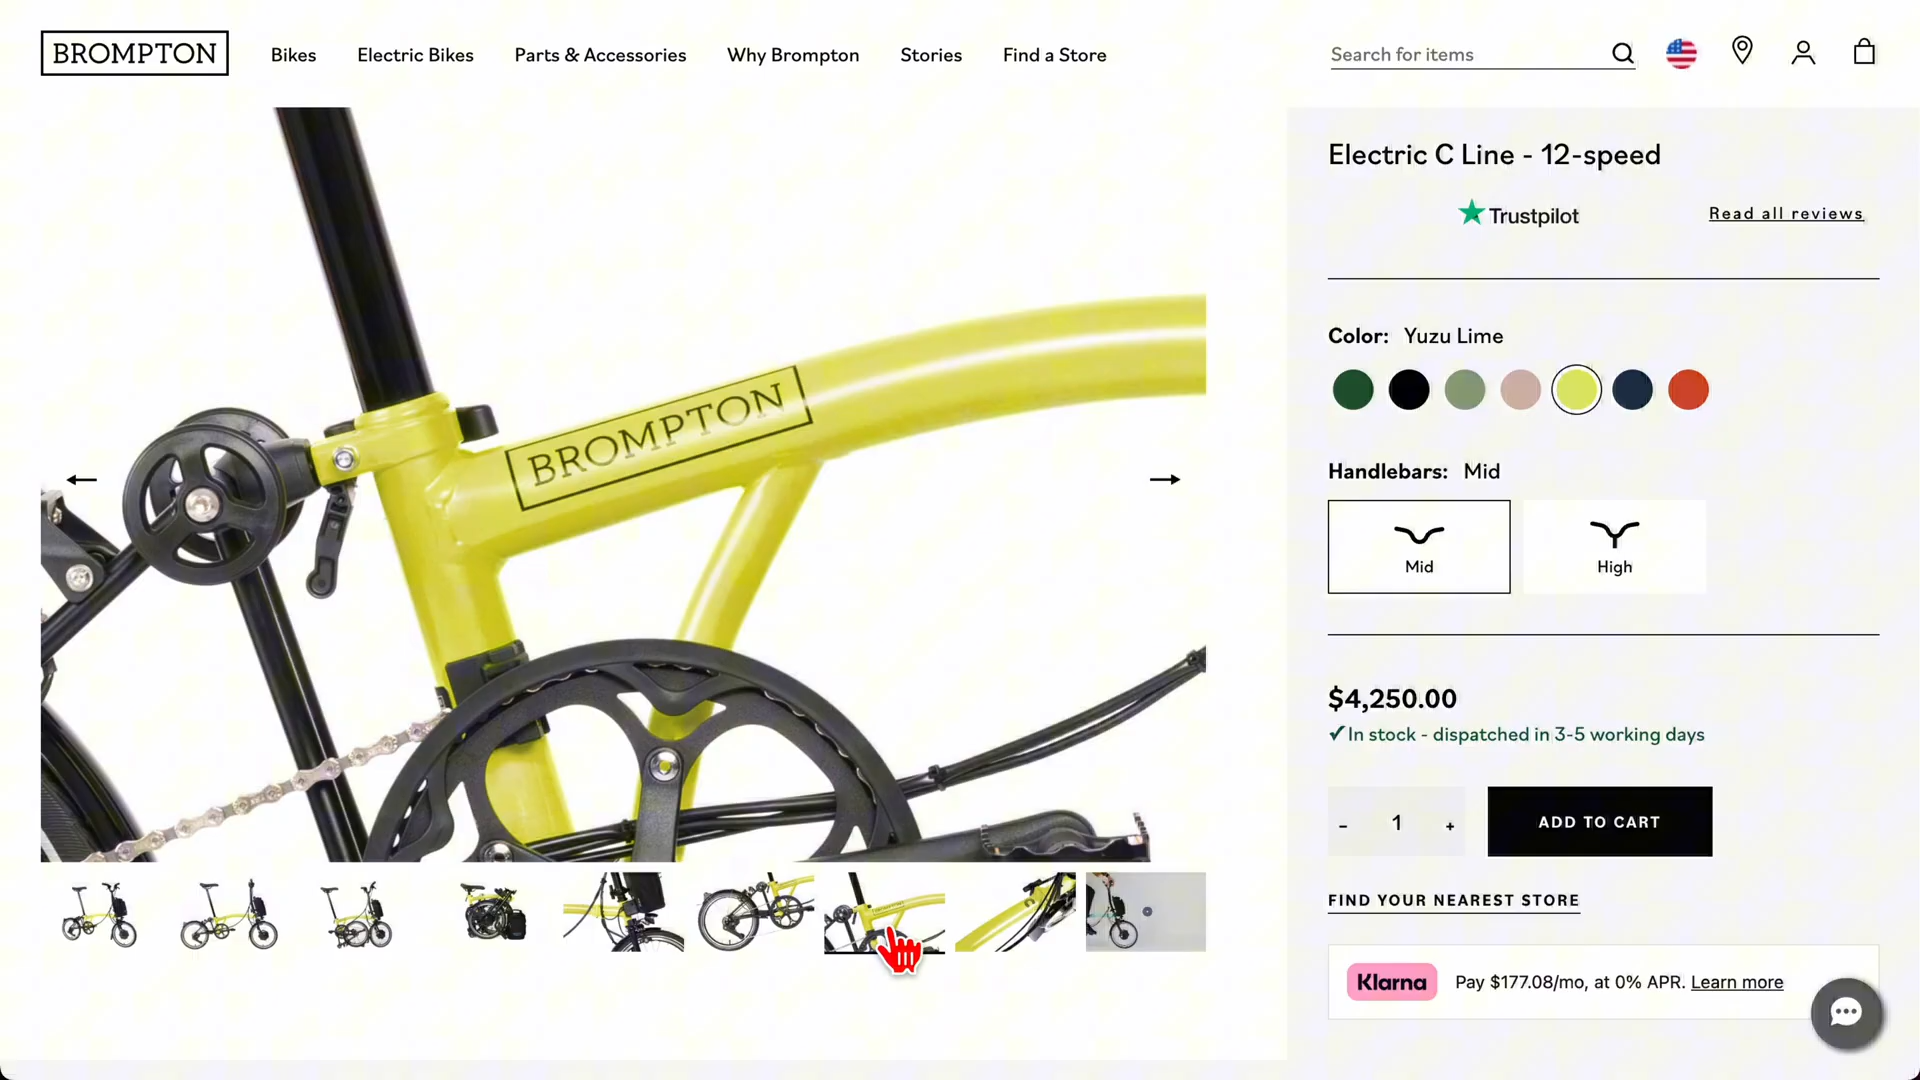 BROMPTON
Bikes
Electric Bikes
Parts & Accessories
Why Brompton
Stories
Find a Store
Search for items
Electric C Line - 12-speed
Trustpilot
Read all reviews
Color: Yuzu Lime
BROMPTON
Handlebars: Mid
Mid
High
$4,250.00
✓In stock - dispatched in 3-5 working days
- 1 +
ADD TO CART
FIND YOUR NEAREST STORE
Klarna
Pay $177.08/mo, at 0% APR. Learn more